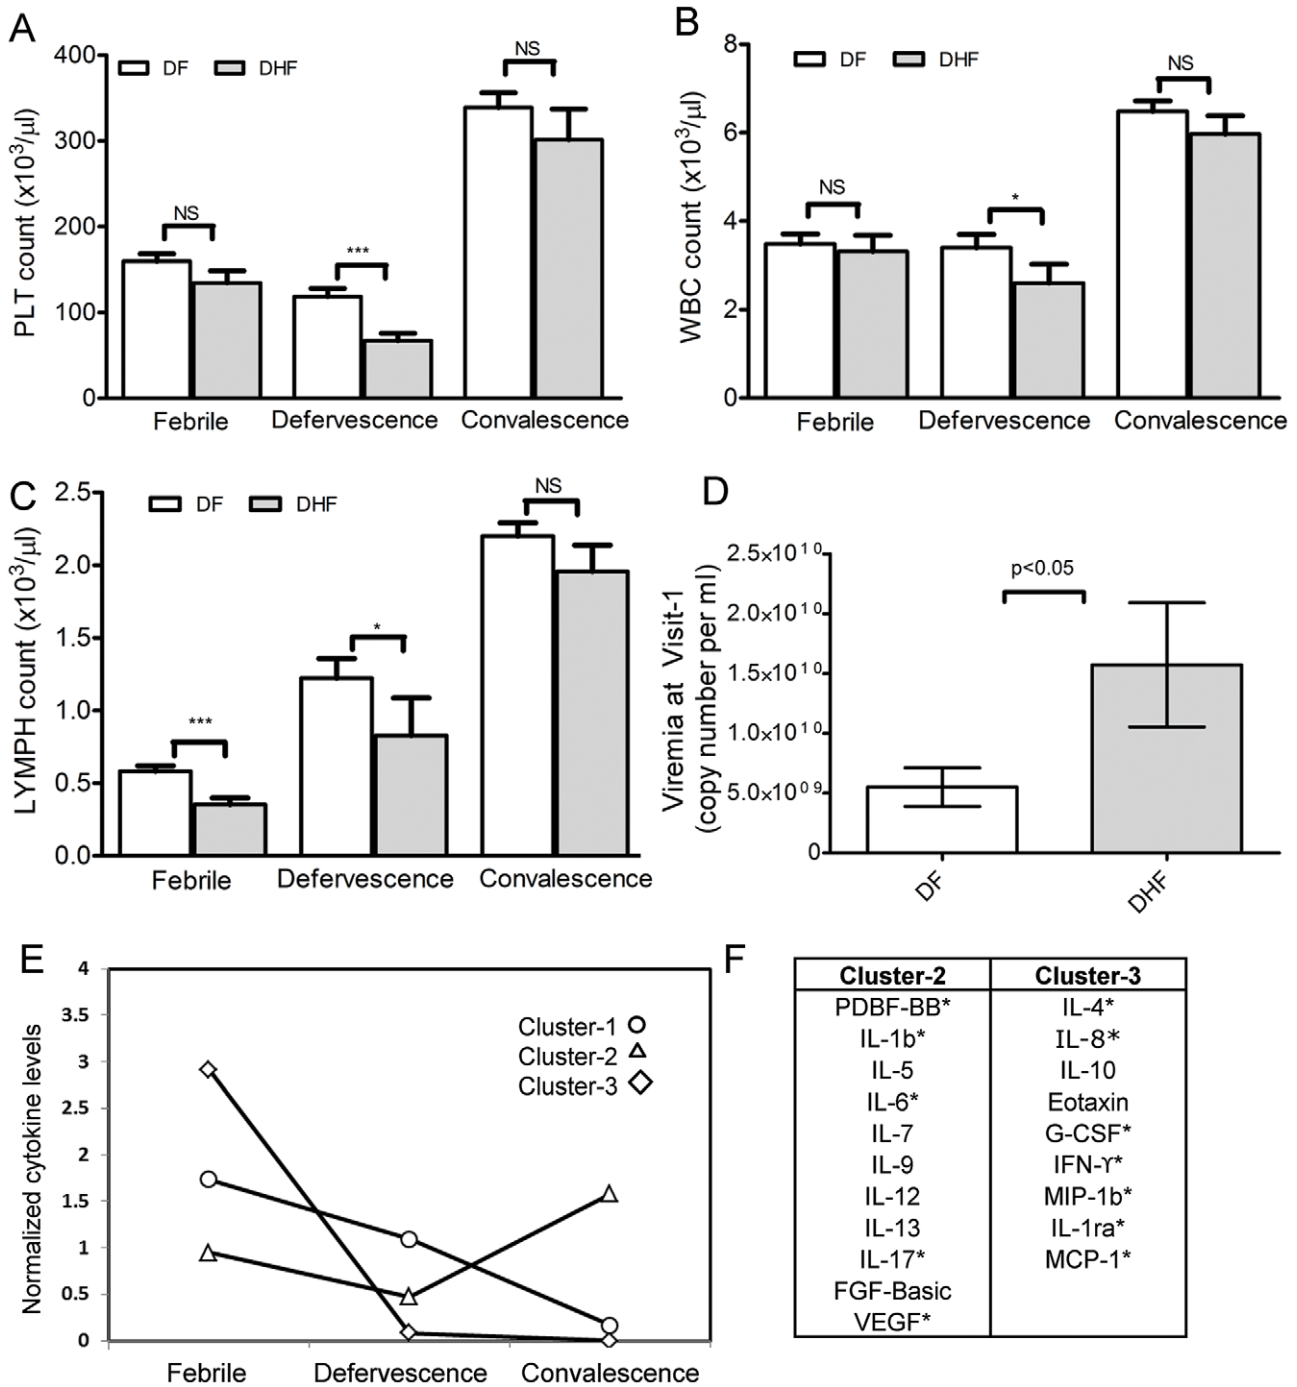 A
PLT count (x10³/µl)
400
300
200
100
0
DF DHF
NS
***
NS
Febrile Defervescence Convalescence
B
WBC count (x10³/µl)
8
6
4
2
0
DF DHF
NS
*
NS
Febrile Defervescence Convalescence
C
LYMPH count (x10³/µl)
2.5
2.0
1.5
1.0
0.5
0.0
DF DHF
***
*
NS
Febrile Defervescence Convalescence
D
Viremia at Visit-1
(copy number per ml)
2.5x10¹⁰
2.0x10¹⁰
1.5x10¹⁰
1.0x10¹⁰
5.0x10⁰⁹
0
p<0.05
DF DHF
E
Normalized cytokine levels
4
3.5
3
2.5
2
1.5
1
0.5
0
Cluster-1
Cluster-2
Cluster-3
Febrile Defervescence Convalescence
F
Cluster-2 Cluster-3
PDBF-BB* IL-4*
IL-1b* IL-8*
IL-5 IL-10
IL-6* Eotaxin
IL-7 G-CSF*
IL-9 IFN-ϒ*
IL-12 MIP-1b*
IL-13 IL-1ra*
IL-17* MCP-1*
FGF-Basic
VEGF*